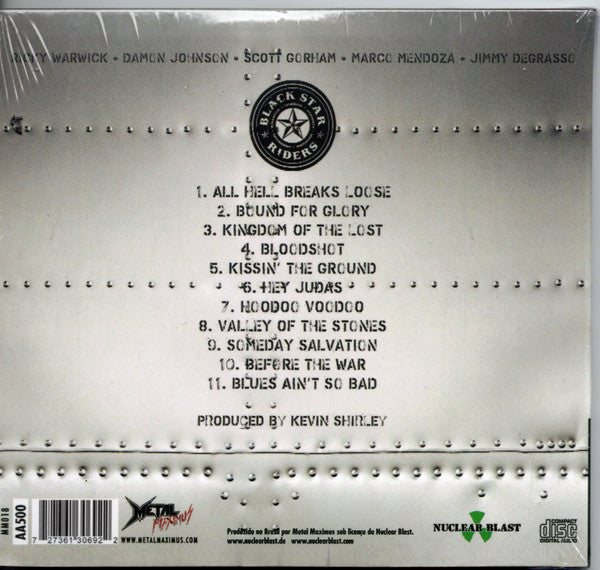 RICKY WARWICK • DAMON JOHNSON • SCOTT GORHAM • MARCO MENDOZA • JIMMY DEGRASSO
BLACK STAR
RIDERS
1. ALL HELL BREAKS LOOSE
2. BOUND FOR GLORY
3. KINGDOM OF THE LOST
4. BLOODSHOT
5. KISSIN' THE GROUND
6. HEY JUDAS
7. HOODOO VOODOO
8. VALLEY OF THE STONES
9. SOMEDAY SALVATION
10. BEFORE THE WAR
11. BLUES AIN'T SO BAD
PRODUCED BY KEVIN SHIRLEY
MM018
AA500
7 27361 30692 2
METAL
MAXIMUS
WWW.METALMAXIMUS.COM
Produzido no Brasil por Metal Maximus sob licença da Nuclear Blast.
www.nuclearblast.de www.nuclearblast.com
NUCLEAR BLAST
COMPACT
disc
DIGITAL AUDIO